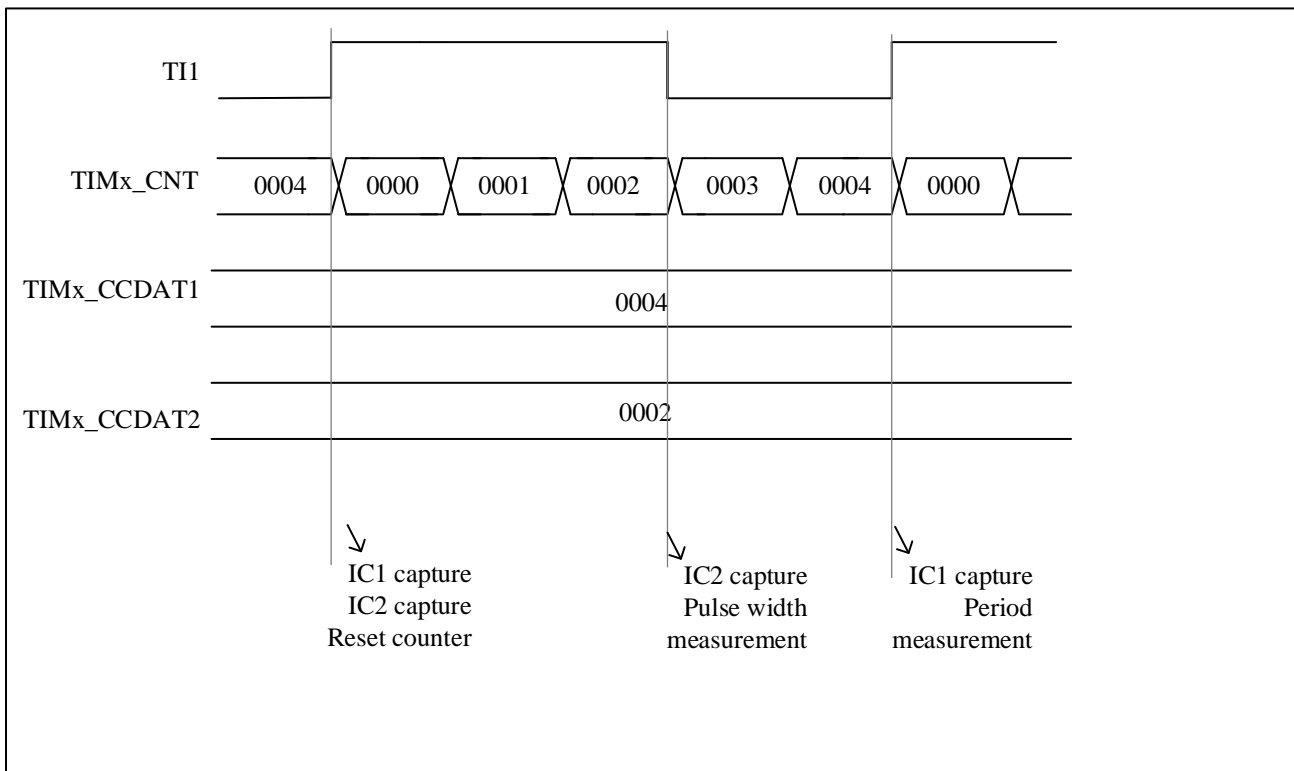 TI1
TIMx_CNT
0004
0000
0001
0002
0003
0004
0000
TIMx_CCDAT1
0004
TIMx_CCDAT2
0002
IC1 capture
IC2 capture
Reset counter
IC2 capture
Pulse width
measurement
IC1 capture
Period
measurement